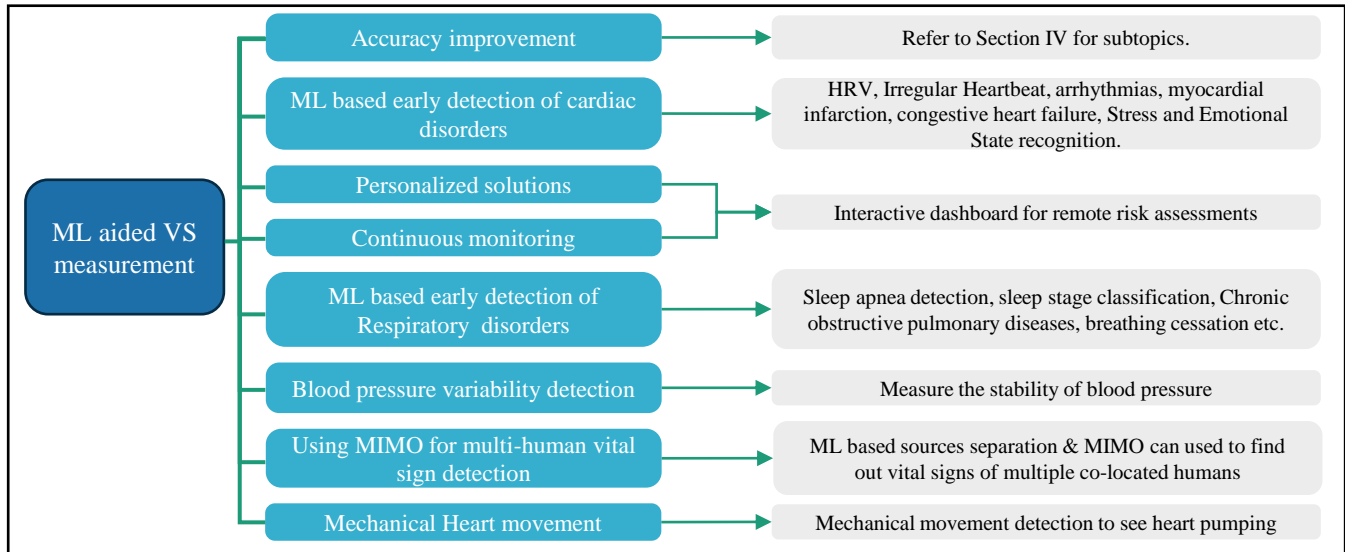 ML aided VS
measurement
Accuracy improvement
Refer to Section IV for subtopics.
ML based early detection of cardiac
disorders
HRV, Irregular Heartbeat, arrhythmias, myocardial
infarction, congestive heart failure, Stress and Emotional
State recognition.
Personalized solutions
Continuous monitoring
Interactive dashboard for remote risk assessments
ML based early detection of
Respiratory disorders
Sleep apnea detection, sleep stage classification, Chronic
obstructive pulmonary diseases, breathing cessation etc.
Blood pressure variability detection
Measure the stability of blood pressure
Using MIMO for multi-human vital
sign detection
ML based sources separation & MIMO can used to find
out vital signs of multiple co-located humans
Mechanical Heart movement
Mechanical movement detection to see heart pumping